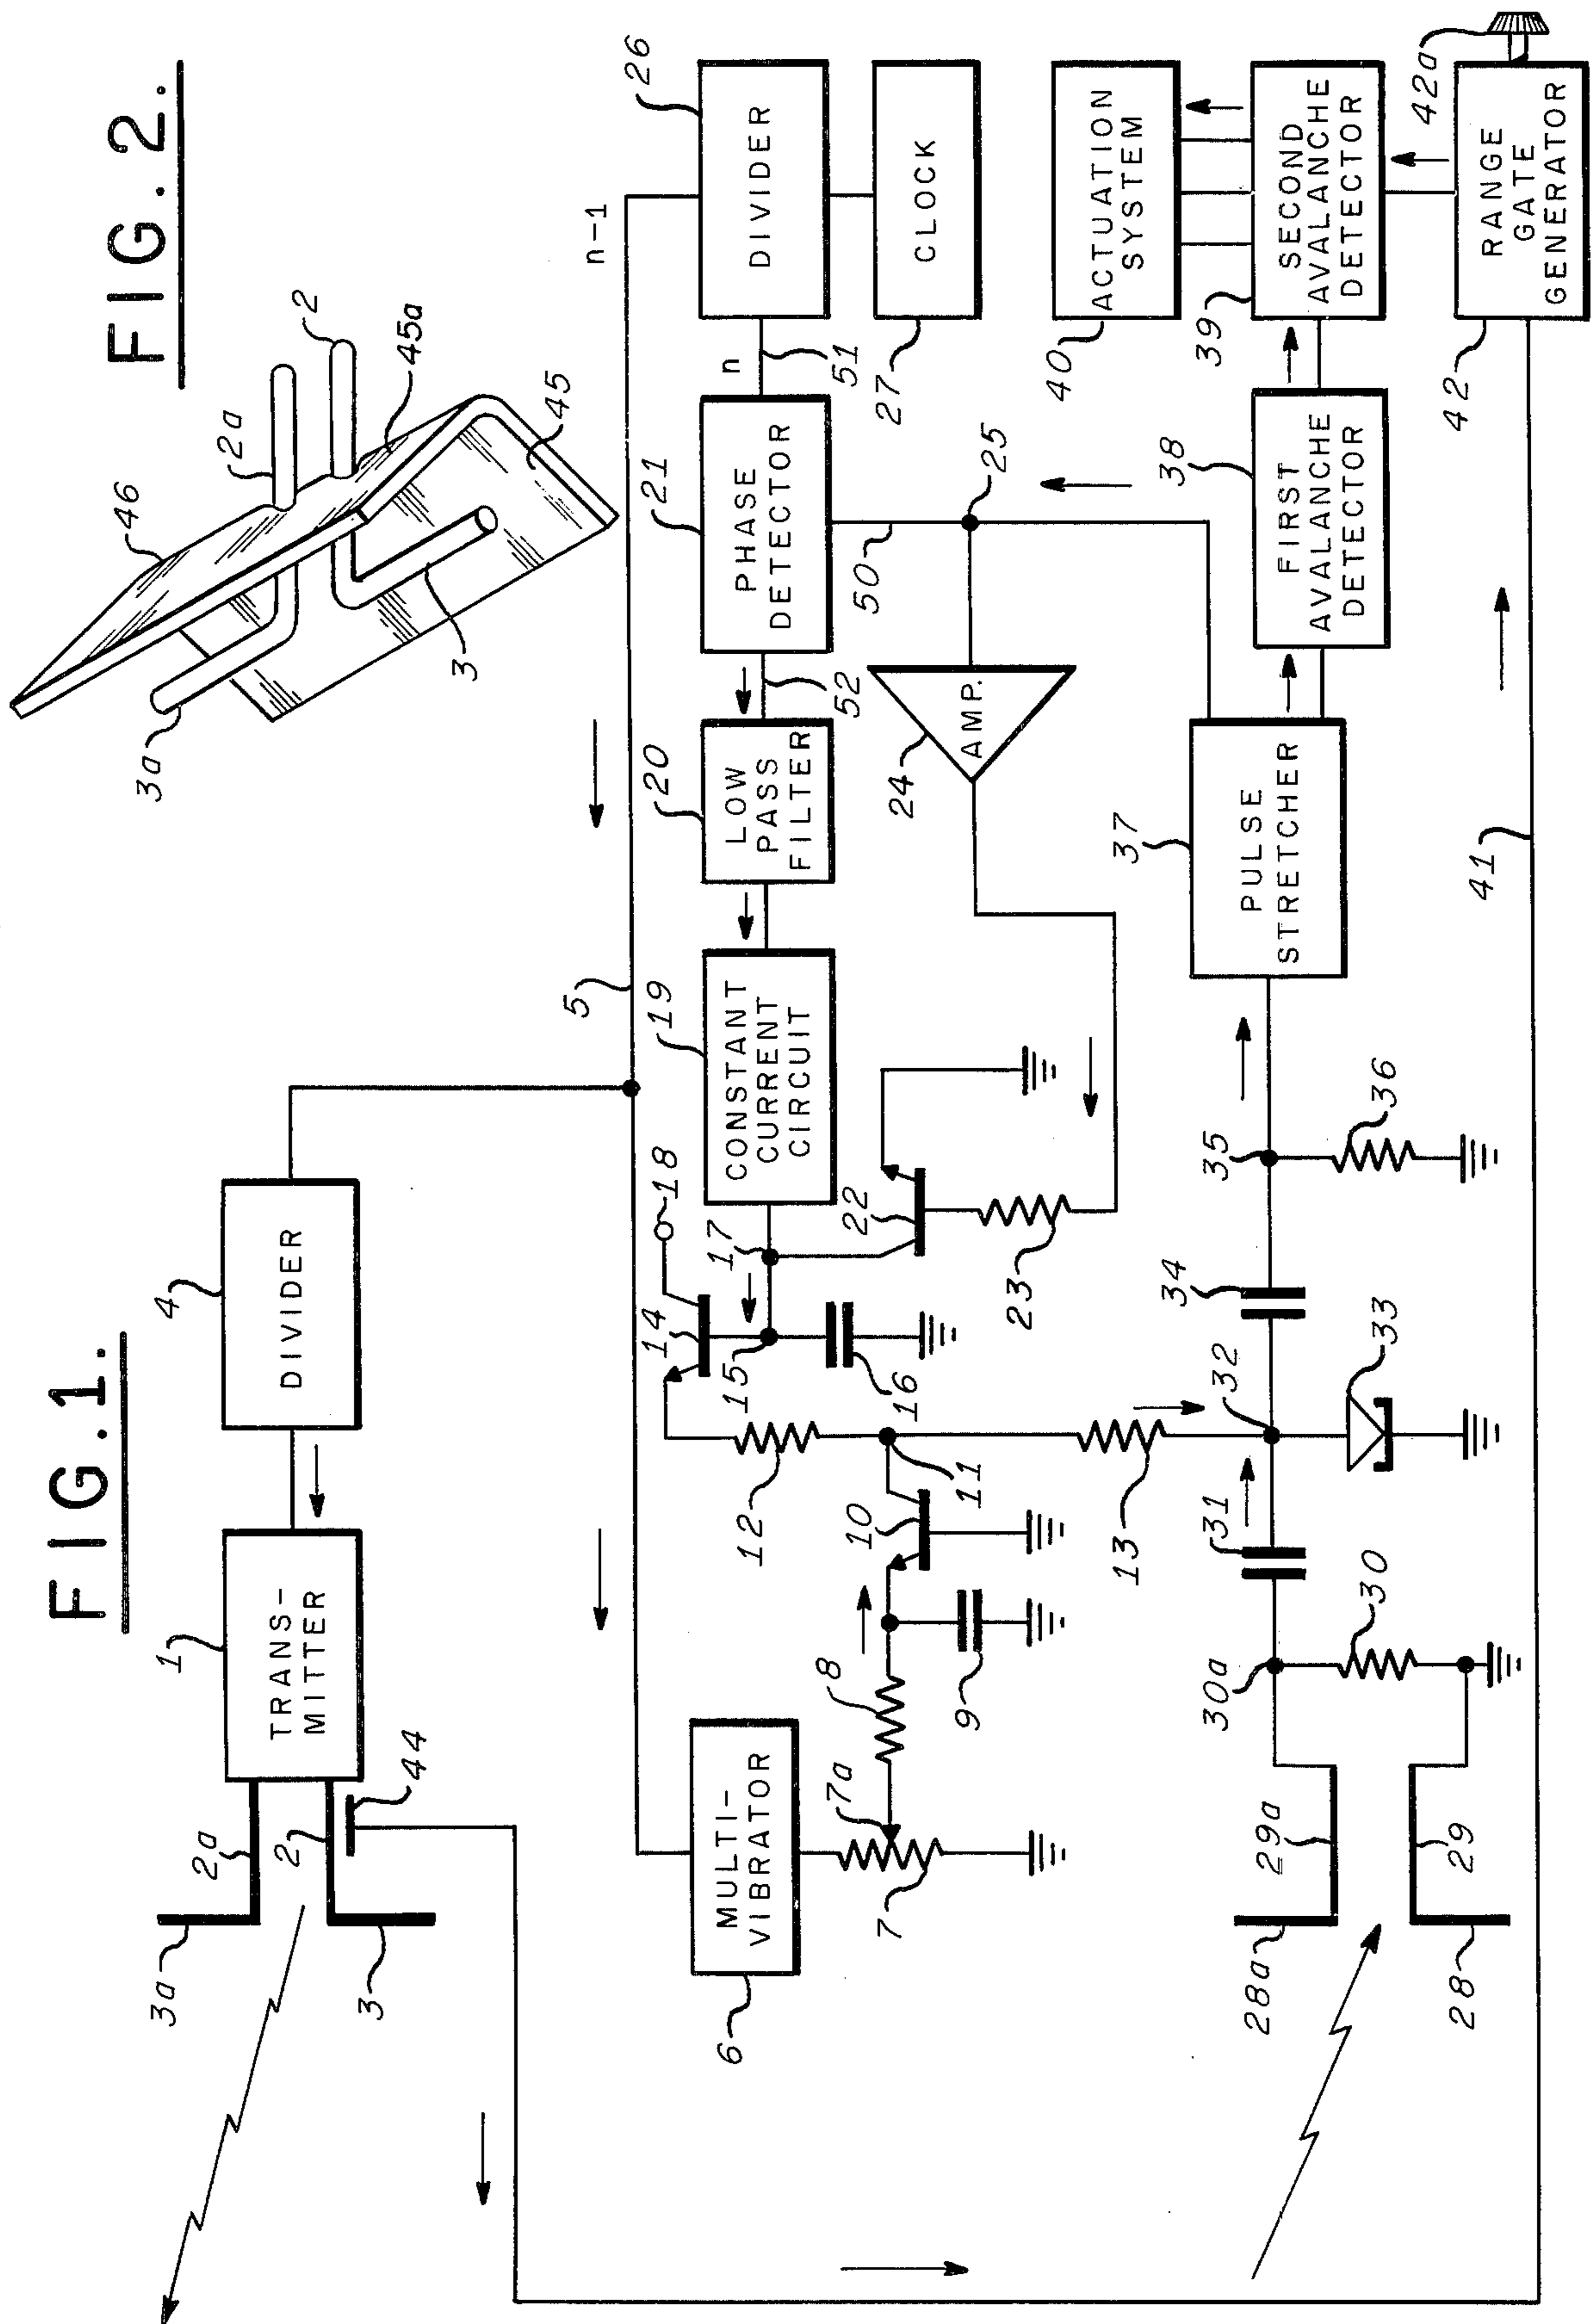 FIG.1.
FIG.2.
3a
2a
2
3
44
1
TRANS-
MITTER
4
DIVIDER
5
n-1
46
2a
2
45a
45
3
3a
6
MULTI-
VIBRATOR
7
7a
8
9
10
11
12
13
14
15
16
17
18
19
CONSTANT
CURRENT
CIRCUIT
20
LOW
PASS
FILTER
52
21
PHASE
DETECTOR
n
51
26
DIVIDER
27
CLOCK
22
23
24
AMP.
50
25
28a
28
29a
29
30a
30
31
32
33
34
35
36
37
PULSE
STRETCHER
38
FIRST
AVALANCHE
DETECTOR
39
SECOND
AVALANCHE
DETECTOR
40
ACTUATION
SYSTEM
41
42
RANGE
GATE
GENERATOR
42a